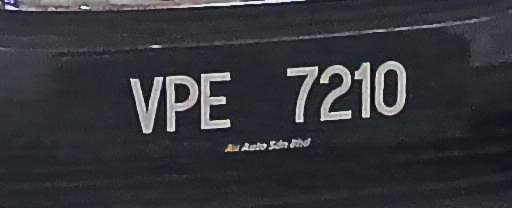 VPE 7210
Au Auto Sdn Bhd